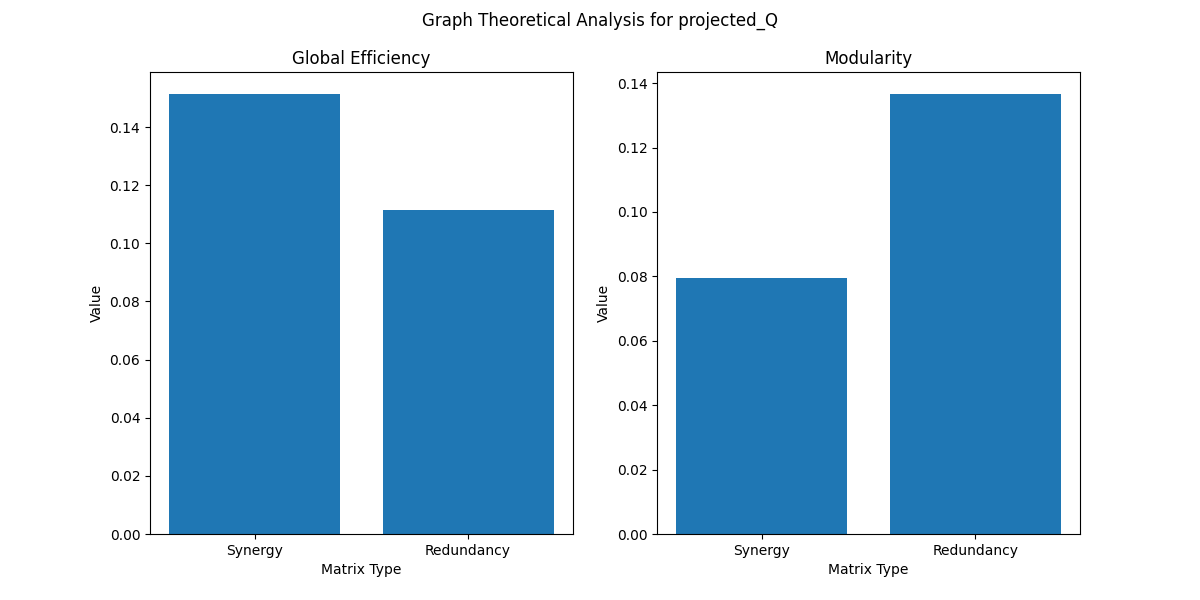 Graph Theoretical Analysis for projected_Q
Global Efficiency
0.14
0.12
0.10
0.08
0.06
0.04
0.02
0.00
Value
Synergy Redundancy
Matrix Type
Modularity
0.14
0.12
0.10
0.08
0.06
0.04
0.02
0.00
Value
Synergy Redundancy
Matrix Type